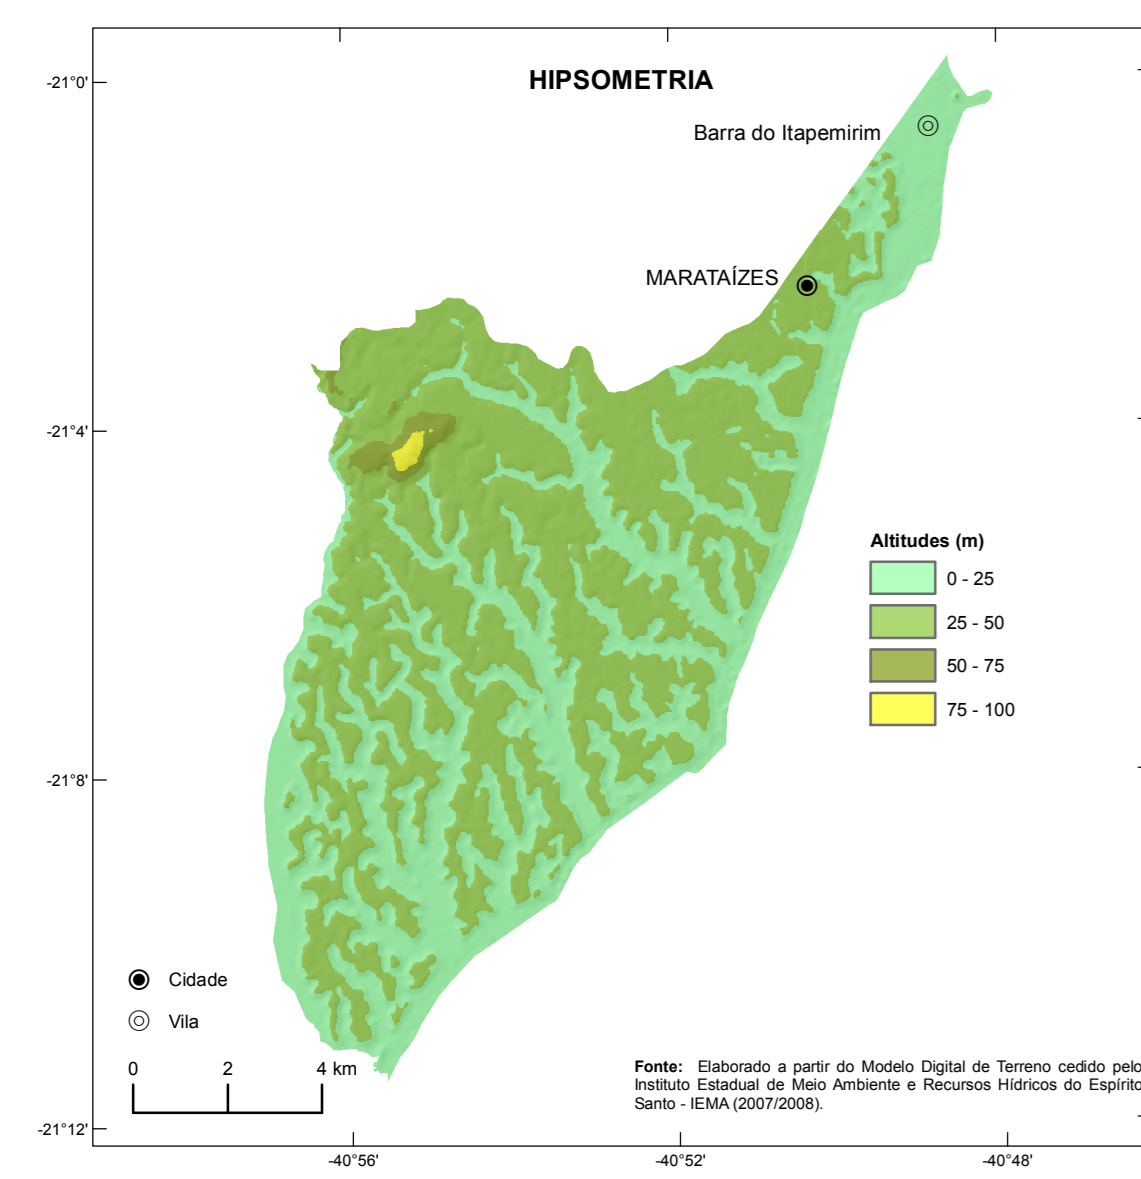 HIPSOMETRIA
-21°0'
Barra do Itapemirim
MARATAÍZES
-21°4'
Altitudes (m)
0 - 25
25 - 50
50 - 75
75 - 100
-21°8'
Cidade
Vila
0 2 4 km
Fonte: Elaborado a partir do Modelo Digital de Terreno cedido pelo
Instituto Estadual de Meio Ambiente e Recursos Hídricos do Espírito
Santo - IEMA (2007/2008).
-21°12'
-40°56' -40°52' -40°48'